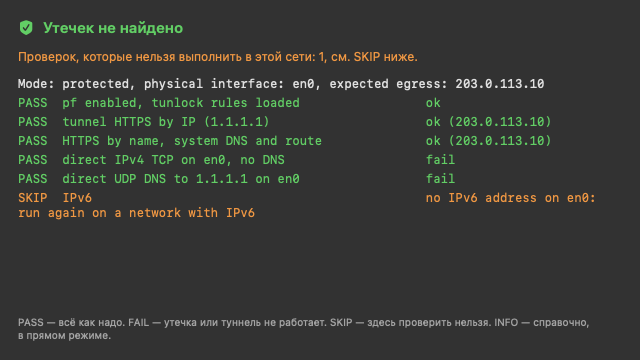 Утечек не найдено
Проверок, которые нельзя выполнить в этой сети: 1, см. SKIP ниже.
Mode: protected, physical interface: en0, expected egress: 203.0.113.10
PASS  pf enabled, tunlock rules loaded                 ok
PASS  tunnel HTTPS by IP (1.1.1.1)                     ok (203.0.113.10)
PASS  HTTPS by name, system DNS and route              ok (203.0.113.10)
PASS  direct IPv4 TCP on en0, no DNS                   fail
PASS  direct UDP DNS to 1.1.1.1 on en0                 fail
SKIP  IPv6                                             no IPv6 address on en0:
run again on a network with IPv6
PASS — всё как надо. FAIL — утечка или туннель не работает. SKIP — здесь проверить нельзя. INFO — справочно,
в прямом режиме.